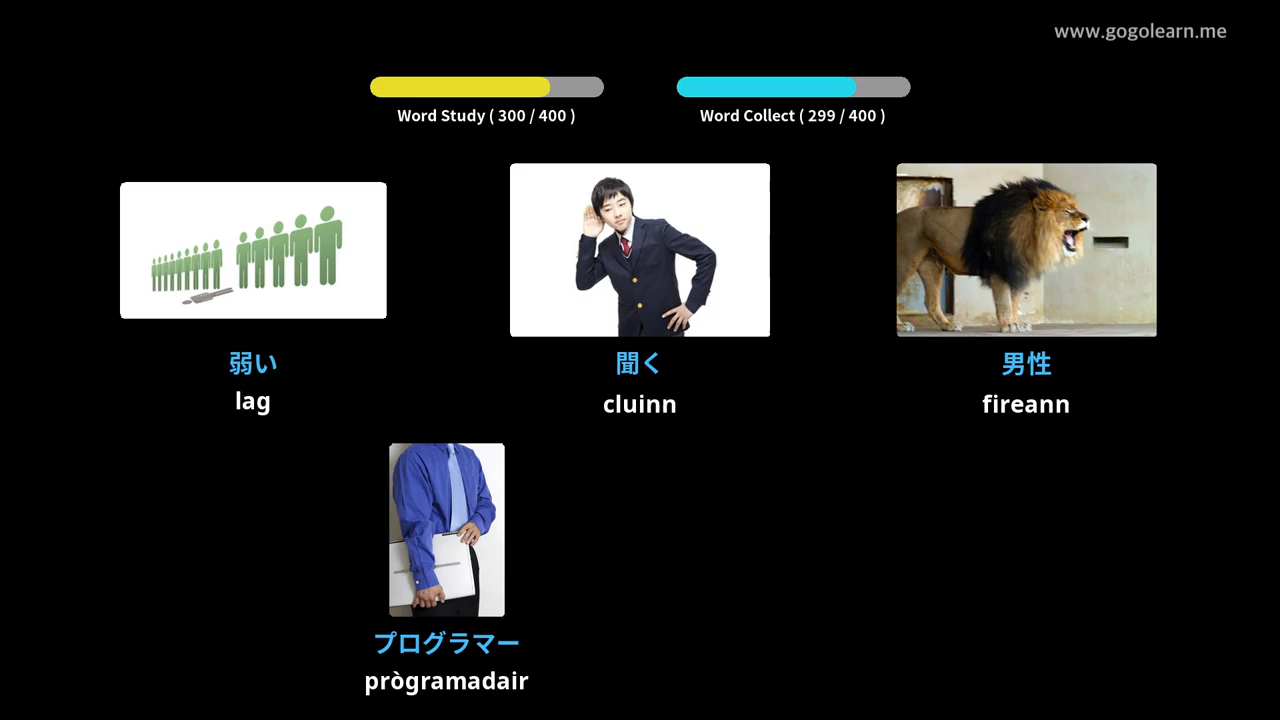 www.gogolearn.me
Word Study ( 300 / 400 )
Word Collect ( 299 / 400 )
弱い
lag
聞く
cluinn
男性
fireann
プログラマー
prògramadair